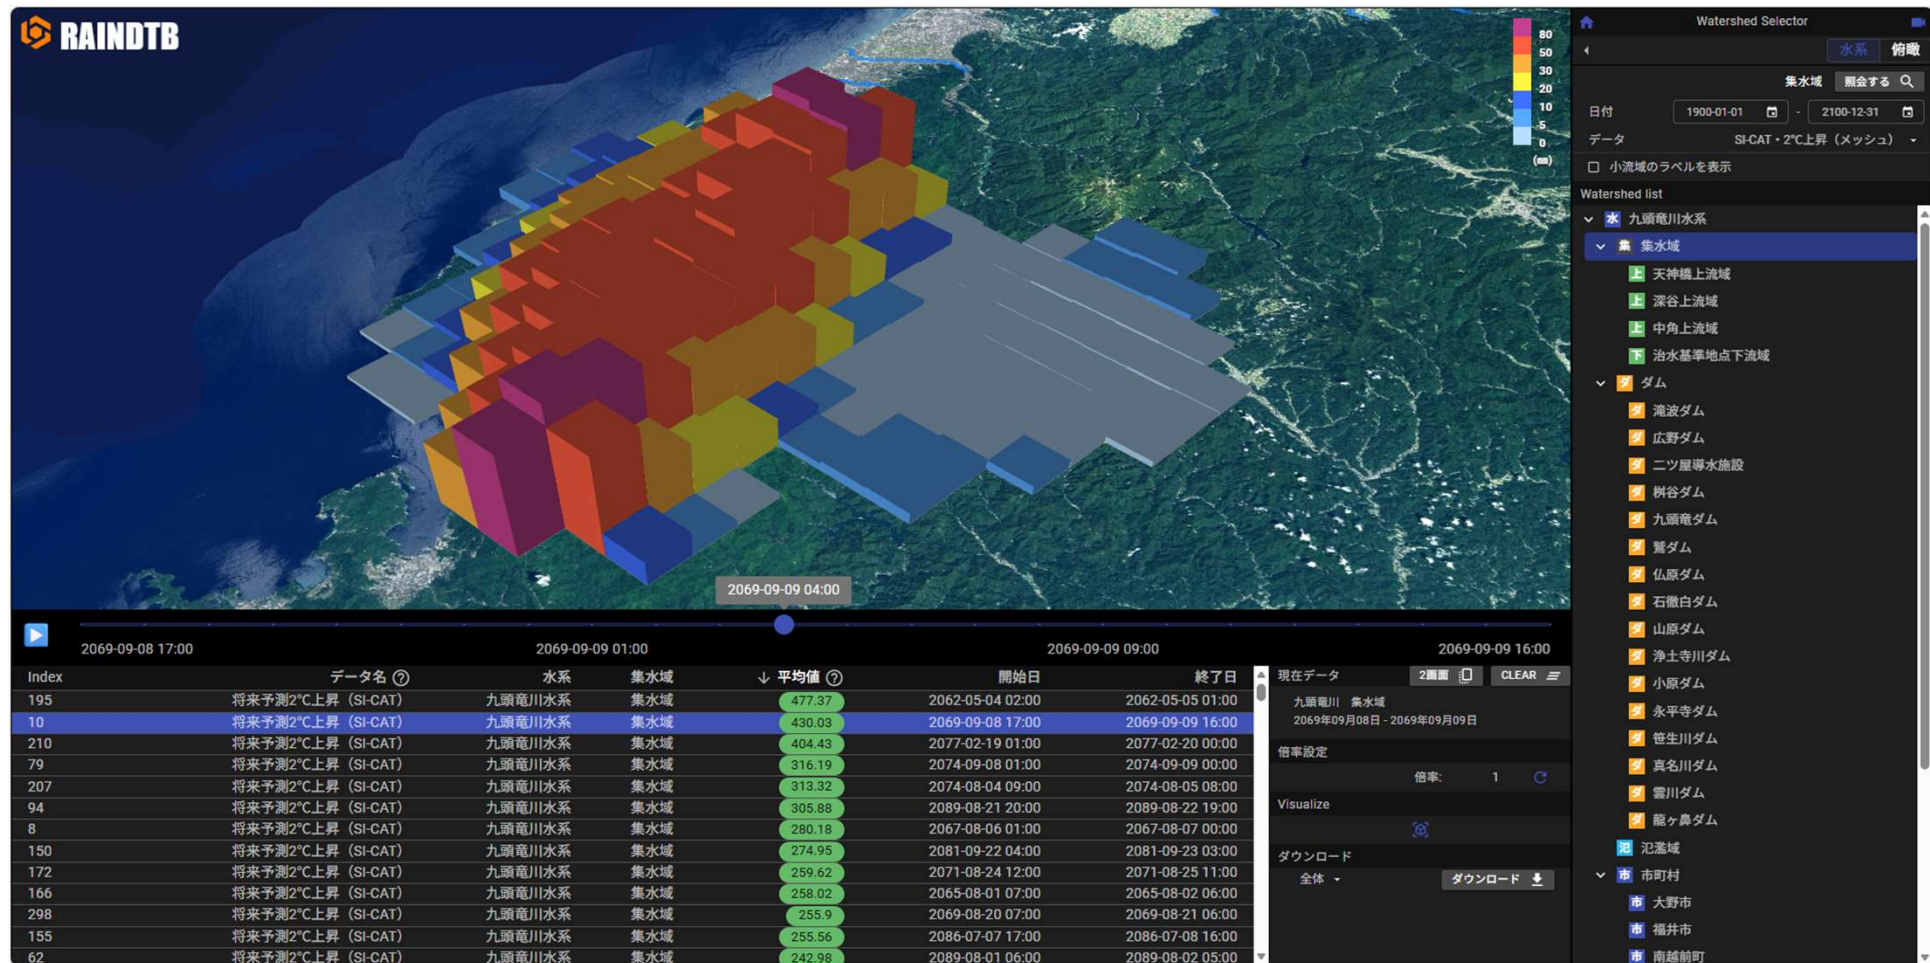 RAINDTB
80
50
30
20
10
5
0
(㎜)
Watershed Selector
水系 俯瞰
集水域 照会する
日付 1900-01-01 - 2100-12-31
データ SI-CAT・2℃上昇（メッシュ）
小流域のラベルを表示
Watershed list
水 九頭竜川水系
集 集水域
上 天神橋上流域
上 深谷上流域
上 中角上流域
下 治水基準地点下流域
ダ ダム
ダ 滝波ダム
ダ 広野ダム
ダ 二ツ屋導水施設
ダ 桝谷ダム
ダ 九頭竜ダム
ダ 鷲ダム
ダ 仏原ダム
ダ 石徹白ダム
ダ 山原ダム
ダ 浄土寺川ダム
ダ 小原ダム
ダ 永平寺ダム
ダ 笹生川ダム
ダ 真名川ダム
ダ 雲川ダム
ダ 龍ヶ鼻ダム
氾 氾濫域
市 市町村
市 大野市
市 福井市
市 南越前町
2069-09-09 04:00
2069-09-08 17:00 2069-09-09 01:00 2069-09-09 09:00 2069-09-09 16:00
Index データ名 ? 水系 集水域 ↓ 平均値 ? 開始日 終了日
195 将来予測2℃上昇（SI-CAT） 九頭竜川水系 集水域 477.37 2062-05-04 02:00 2062-05-05 01:00
10 将来予測2℃上昇（SI-CAT） 九頭竜川水系 集水域 430.03 2069-09-08 17:00 2069-09-09 16:00
210 将来予測2℃上昇（SI-CAT） 九頭竜川水系 集水域 404.43 2077-02-19 01:00 2077-02-20 00:00
79 将来予測2℃上昇（SI-CAT） 九頭竜川水系 集水域 316.19 2074-09-08 01:00 2074-09-09 00:00
207 将来予測2℃上昇（SI-CAT） 九頭竜川水系 集水域 313.32 2074-08-04 09:00 2074-08-05 08:00
94 将来予測2℃上昇（SI-CAT） 九頭竜川水系 集水域 305.88 2089-08-21 20:00 2089-08-22 19:00
8 将来予測2℃上昇（SI-CAT） 九頭竜川水系 集水域 280.18 2067-08-06 01:00 2067-08-07 00:00
150 将来予測2℃上昇（SI-CAT） 九頭竜川水系 集水域 274.95 2081-09-22 04:00 2081-09-23 03:00
172 将来予測2℃上昇（SI-CAT） 九頭竜川水系 集水域 259.62 2071-08-24 12:00 2071-08-25 11:00
166 将来予測2℃上昇（SI-CAT） 九頭竜川水系 集水域 258.02 2065-08-01 07:00 2065-08-02 06:00
298 将来予測2℃上昇（SI-CAT） 九頭竜川水系 集水域 255.9 2069-08-20 07:00 2069-08-21 06:00
155 将来予測2℃上昇（SI-CAT） 九頭竜川水系 集水域 255.56 2086-07-07 17:00 2086-07-08 16:00
62 将来予測2℃上昇（SI-CAT） 九頭竜川水系 集水域 242.98 2089-08-01 06:00 2089-08-02 05:00
現在データ 2画面 CLEAR
九頭竜川 集水域
2069年09月08日 - 2069年09月09日
倍率設定
倍率: 1
Visualize
ダウンロード
全体 ダウンロード